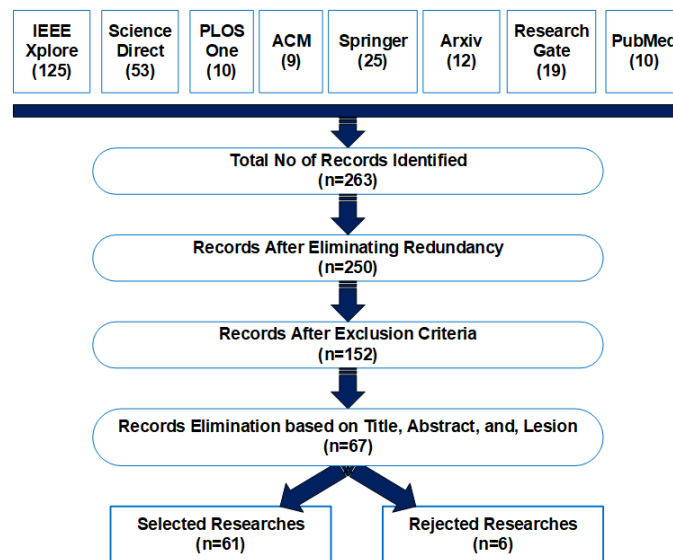 IEEE
Xplore
(125)
Science
Direct
(53)
PLOS
One
(10)
ACM
(9)
Springer
(25)
Arxiv
(12)
Research
Gate
(19)
PubMed
(10)
Total No of Records Identified
(n=263)
Records After Eliminating Redundancy
(n=250)
Records After Exclusion Criteria
(n=152)
Records Elimination based on Title, Abstract, and, Lesion
(n=67)
Selected Researches
(n=61)
Rejected Researches
(n=6)